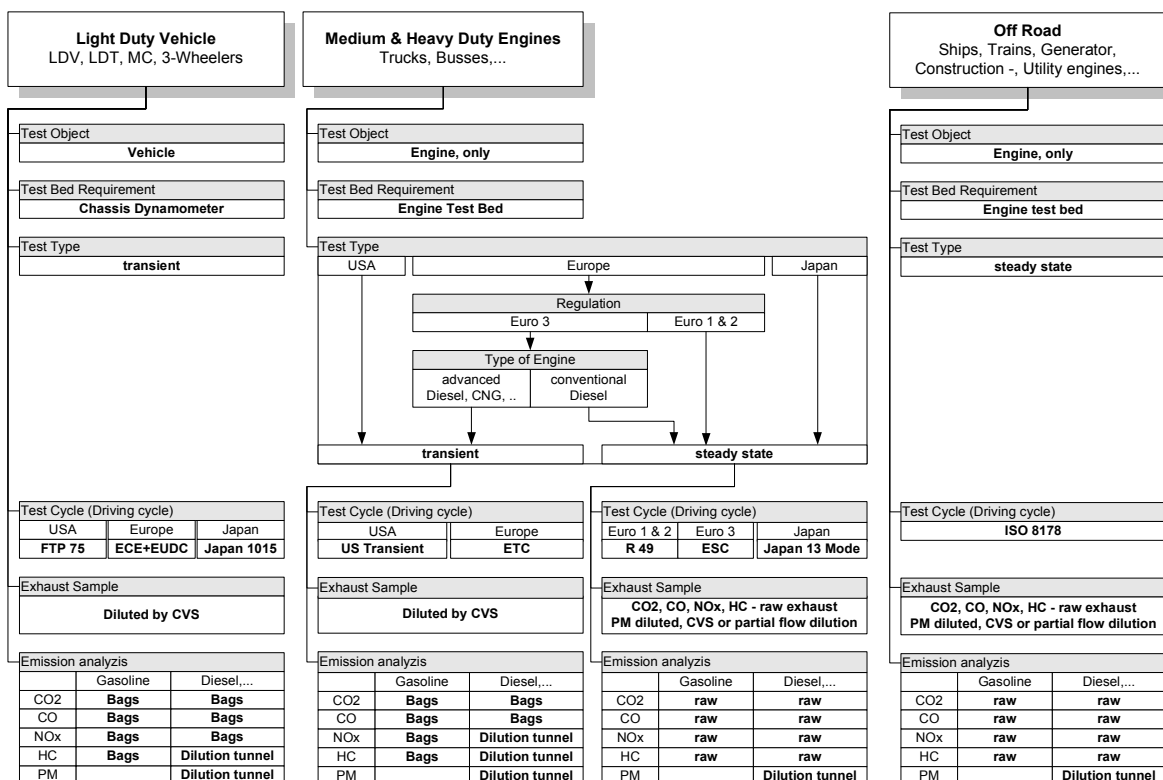 Light Duty Vehicle
LDV, LDT, MC, 3-Wheelers
Test Object
Vehicle
Test Bed Requirement
Chassis Dynamometer
Test Type
transient
Test Cycle (Driving cycle)
USA Europe Japan
FTP 75 ECE+EUDC Japan 1015
Exhaust Sample
Diluted by CVS
Emission analyzis
Gasoline Diesel,...
CO2 Bags Bags
CO Bags Bags
NOx Bags Bags
HC Bags Dilution tunnel
PM Dilution tunnel
Medium & Heavy Duty Engines
Trucks, Busses,...
Test Object
Engine, only
Test Bed Requirement
Engine Test Bed
Test Type
USA Europe Japan
Regulation
Euro 3 Euro 1 & 2
Type of Engine
advanced conventional
Diesel, CNG, .. Diesel
transient steady state
Test Cycle (Driving cycle)
USA Europe
US Transient ETC
Exhaust Sample
Diluted by CVS
Emission analyzis
Gasoline Diesel,...
CO2 Bags Bags
CO Bags Bags
NOx Bags Dilution tunnel
HC Bags Dilution tunnel
PM Dilution tunnel
Test Cycle (Driving cycle)
Euro 1 & 2 Euro 3 Japan
R 49 ESC Japan 13 Mode
Exhaust Sample
CO2, CO, NOx, HC - raw exhaust
PM diluted, CVS or partial flow dilution
Emission analyzis
Gasoline Diesel,...
CO2 raw raw
CO raw raw
NOx raw raw
HC raw raw
PM Dilution tunnel
Off Road
Ships, Trains, Generator,
Construction -, Utility engines,...
Test Object
Engine, only
Test Bed Requirement
Engine test bed
Test Type
steady state
Test Cycle (Driving cycle)
ISO 8178
Exhaust Sample
CO2, CO, NOx, HC - raw exhaust
PM diluted, CVS or partial flow dilution
Emission analyzis
Gasoline Diesel,...
CO2 raw raw
CO raw raw
NOx raw raw
HC raw raw
PM Dilution tunnel